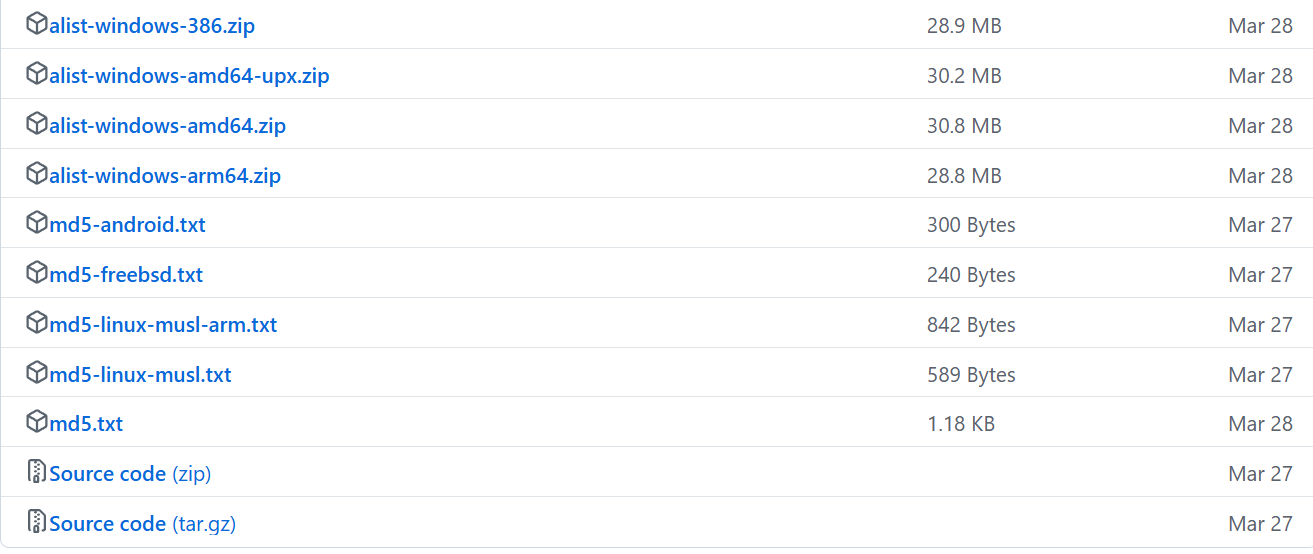 alist-windows-386.zip 28.9 MB Mar 28
alist-windows-amd64-upx.zip 30.2 MB Mar 28
alist-windows-amd64.zip 30.8 MB Mar 28
alist-windows-arm64.zip 28.8 MB Mar 28
md5-android.txt 300 Bytes Mar 27
md5-freebsd.txt 240 Bytes Mar 27
md5-linux-musl-arm.txt 842 Bytes Mar 27
md5-linux-musl.txt 589 Bytes Mar 27
md5.txt 1.18 KB Mar 28
Source code (zip) Mar 27
Source code (tar.gz) Mar 27